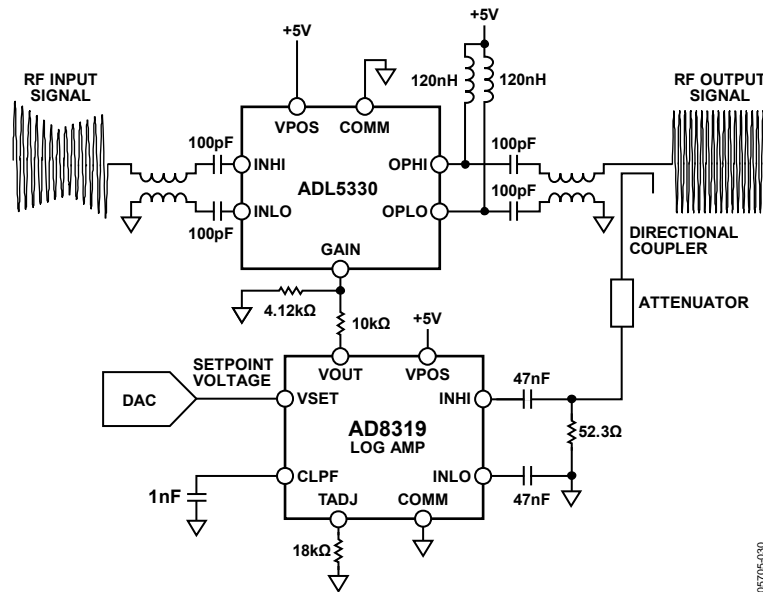 +5V
+5V
RF INPUT
SIGNAL
120nH
120nH
RF OUTPUT
SIGNAL
VPOS
COMM
100pF
100pF
INHI
OPHI
ADL5330
100pF
INLO
OPLO
100pF
DIRECTIONAL
COUPLER
GAIN
ATTENUATOR
4.12kΩ
10kΩ
+5V
SETPOINT
VOLTAGE
VOUT
VPOS
47nF
DAC
VSET
INHI
AD8319
LOG AMP
52.3Ω
CLPF
INLO
1nF
TADJ
COMM
47nF
18kΩ
05705-030